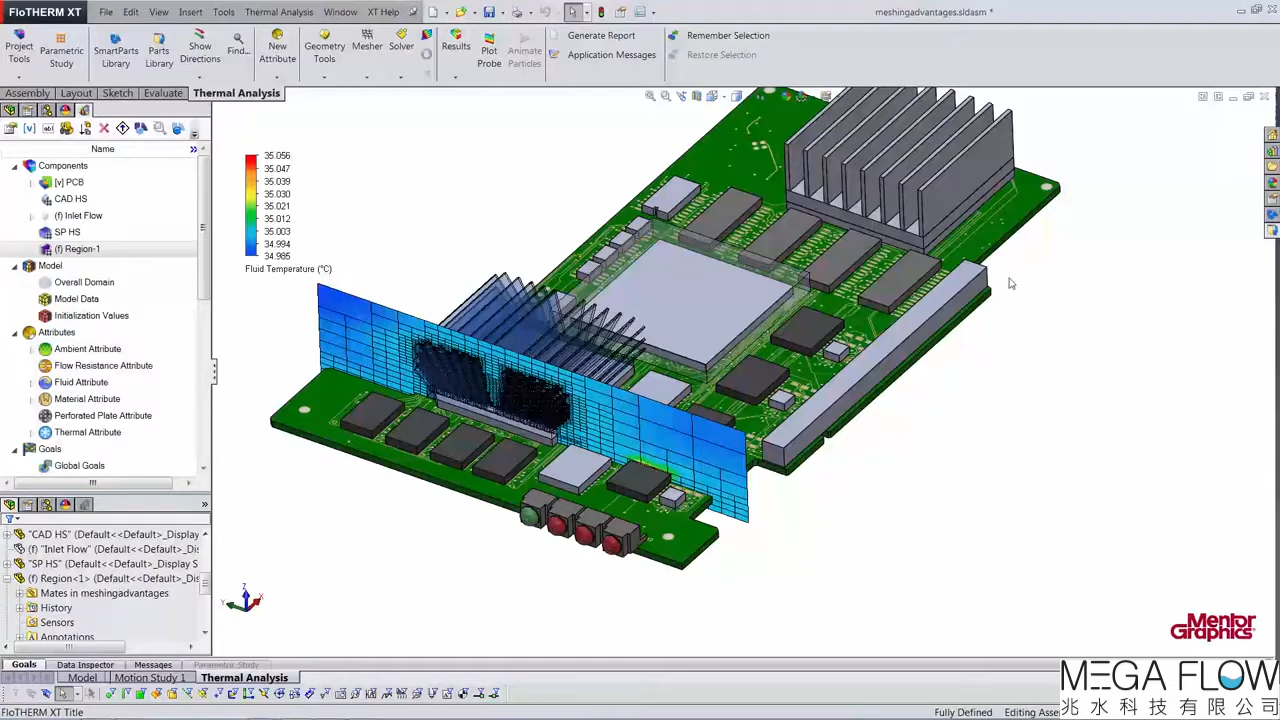 FloTHERM XT
File Edit View Insert Tools Thermal Analysis Window XT Help
meshingadvantages.sldasm *
Project Tools
Parametric Study
SmartParts Library
Parts Library
Show Directions
Find...
New Attribute
Geometry Tools
Mesher
Solver
Results
Plot Probe
Animate Particles
Generate Report
Application Messages
Remember Selection
Restore Selection
Assembly Layout Sketch Evaluate Thermal Analysis
Name
Components
[v] PCB
CAD HS
(f) Inlet Flow
SP HS
(f) Region-1
Model
Overall Domain
Model Data
Initialization Values
Attributes
Ambient Attribute
Flow Resistance Attribute
Fluid Attribute
Material Attribute
Perforated Plate Attribute
Thermal Attribute
Goals
Global Goals
35.056
35.047
35.039
35.030
35.021
35.012
35.003
34.994
34.985
Fluid Temperature (°C)
"CAD HS" (Default<<Default>_Display
(f) "Inlet Flow" (Default<<Default>_Dis
"SP HS" (Default<<Default>_Display S
(f) Region<1> (Default<<Default>_Dis
Mates in meshingadvantages
History
Sensors
Annotations
Z
Y
X
Mentor Graphics
Goals Data Inspector Messages Parametric Study
Model Motion Study 1 Thermal Analysis
FloTHERM XT Title
Fully Defined Editing Asse
MEGA FLOW
兆水科技有限公司